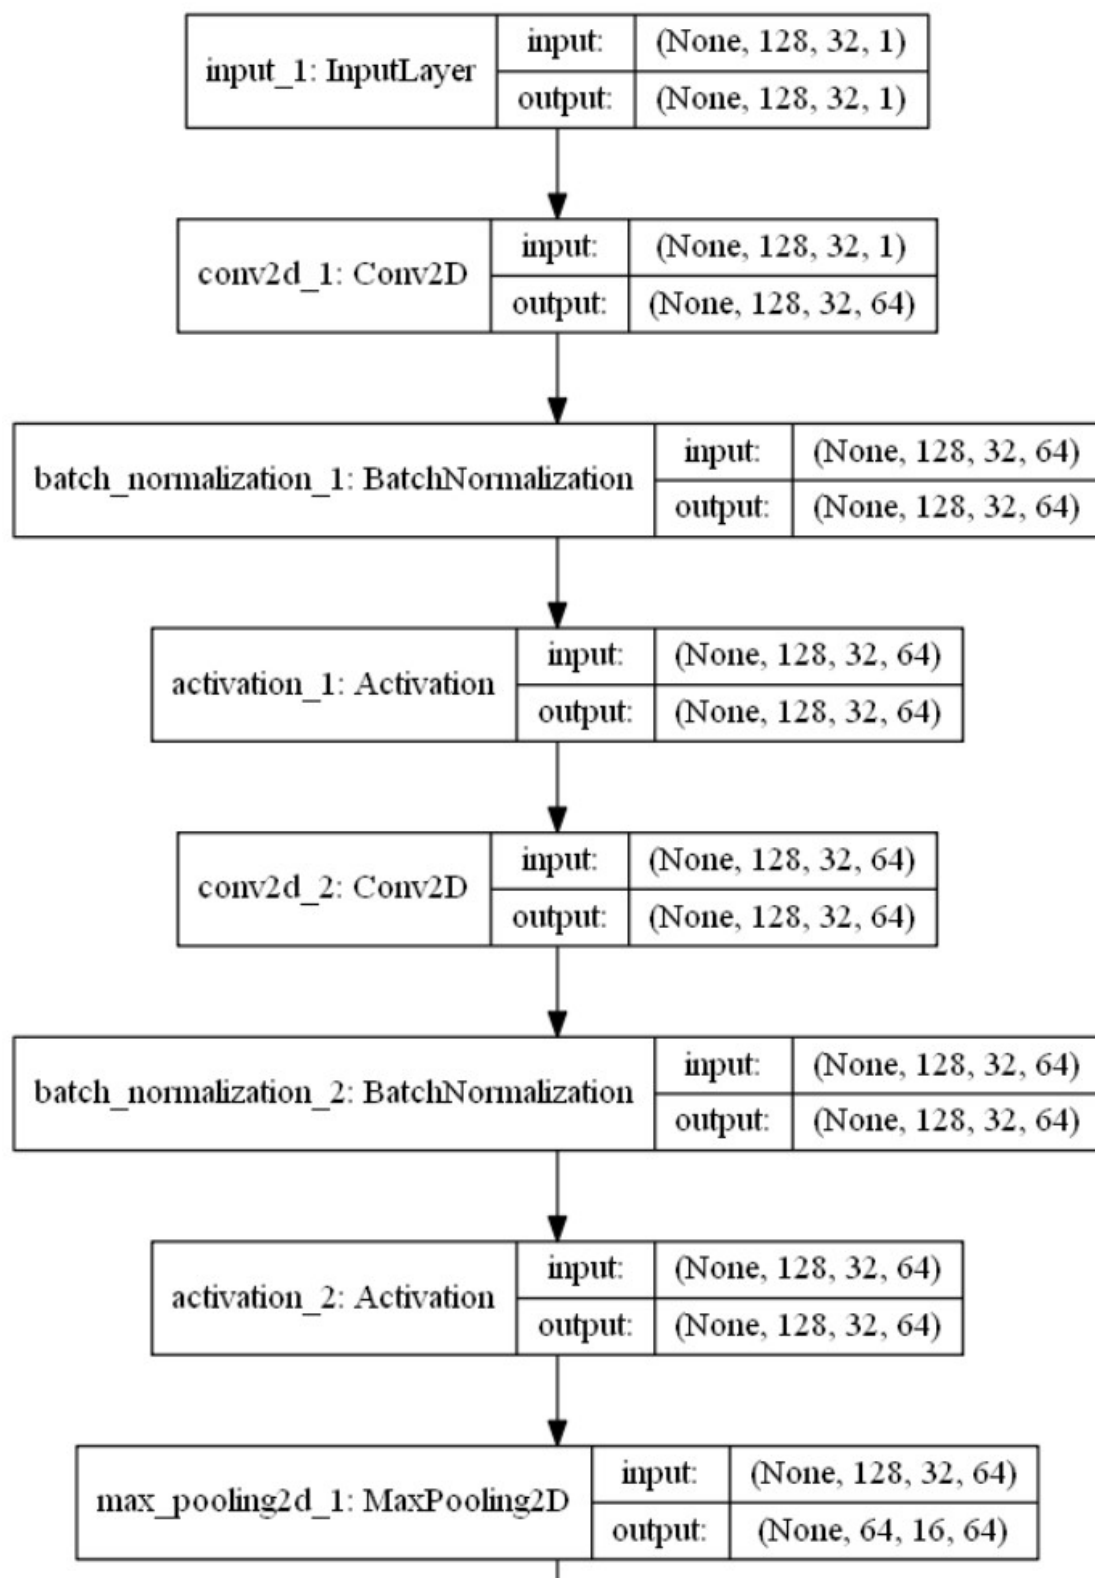 input_1: InputLayer
input: (None, 128, 32, 1)
output: (None, 128, 32, 1)
conv2d_1: Conv2D
input: (None, 128, 32, 1)
output: (None, 128, 32, 64)
batch_normalization_1: BatchNormalization
input: (None, 128, 32, 64)
output: (None, 128, 32, 64)
activation_1: Activation
input: (None, 128, 32, 64)
output: (None, 128, 32, 64)
conv2d_2: Conv2D
input: (None, 128, 32, 64)
output: (None, 128, 32, 64)
batch_normalization_2: BatchNormalization
input: (None, 128, 32, 64)
output: (None, 128, 32, 64)
activation_2: Activation
input: (None, 128, 32, 64)
output: (None, 128, 32, 64)
max_pooling2d_1: MaxPooling2D
input: (None, 128, 32, 64)
output: (None, 64, 16, 64)